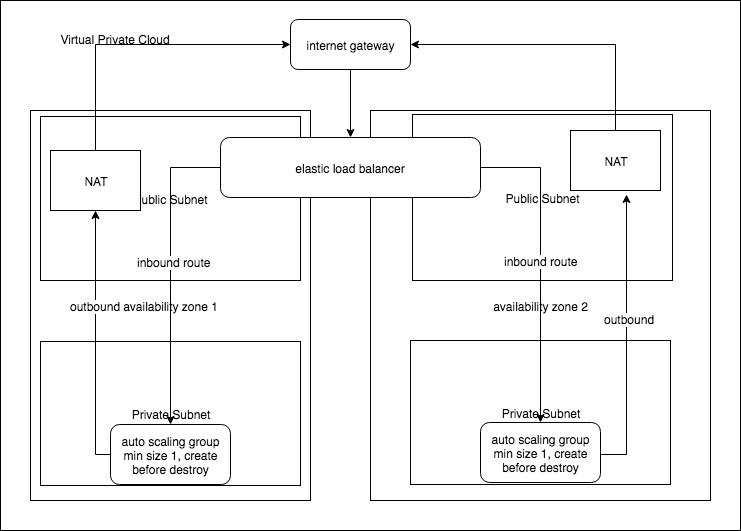 Virtual Private Cloud
internet gateway
elastic load balancer
NAT
NAT
Public Subnet
Public Subnet
inbound route
inbound route
outbound availability zone 1
availability zone 2
outbound
Private Subnet
Private Subnet
auto scaling group
min size 1, create
before destroy
auto scaling group
min size 1, create
before destroy